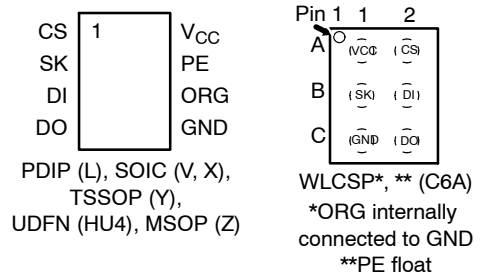 CS 1 VCC
SK PE
DI ORG
DO GND
PDIP (L), SOIC (V, X),
TSSOP (Y),
UDFN (HU4), MSOP (Z)
Pin 1 1 2
A VCC CS
B SK DI
C GND DO
WLCSP*, ** (C6A)
*ORG internally
connected to GND
**PE float